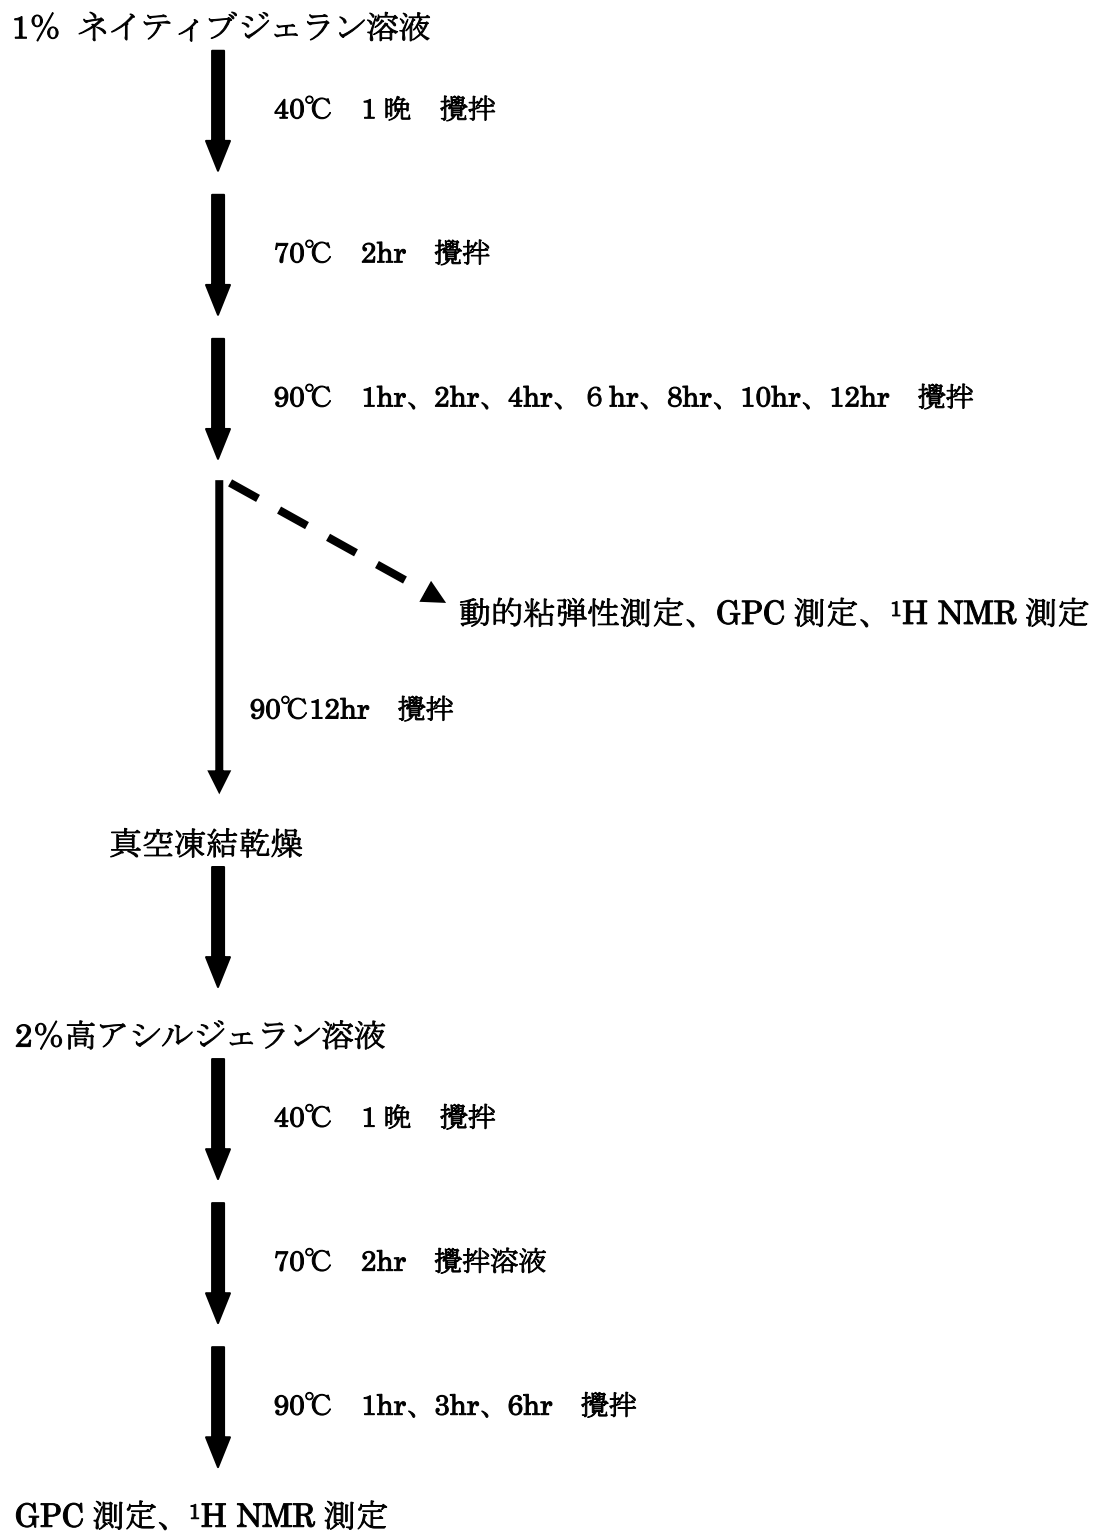 1% ネイティブジェラン溶液
40℃　1 晩　攪拌
70℃　2hr　攪拌
90℃　1hr、2hr、4hr、６hr、8hr、10hr、12hr　攪拌
動的粘弾性測定、GPC 測定、¹H NMR 測定
90℃12hr　攪拌
真空凍結乾燥
2%高アシルジェラン溶液
40℃　1 晩　攪拌
70℃　2hr　攪拌溶液
90℃　1hr、3hr、6hr　攪拌
GPC 測定、¹H NMR 測定